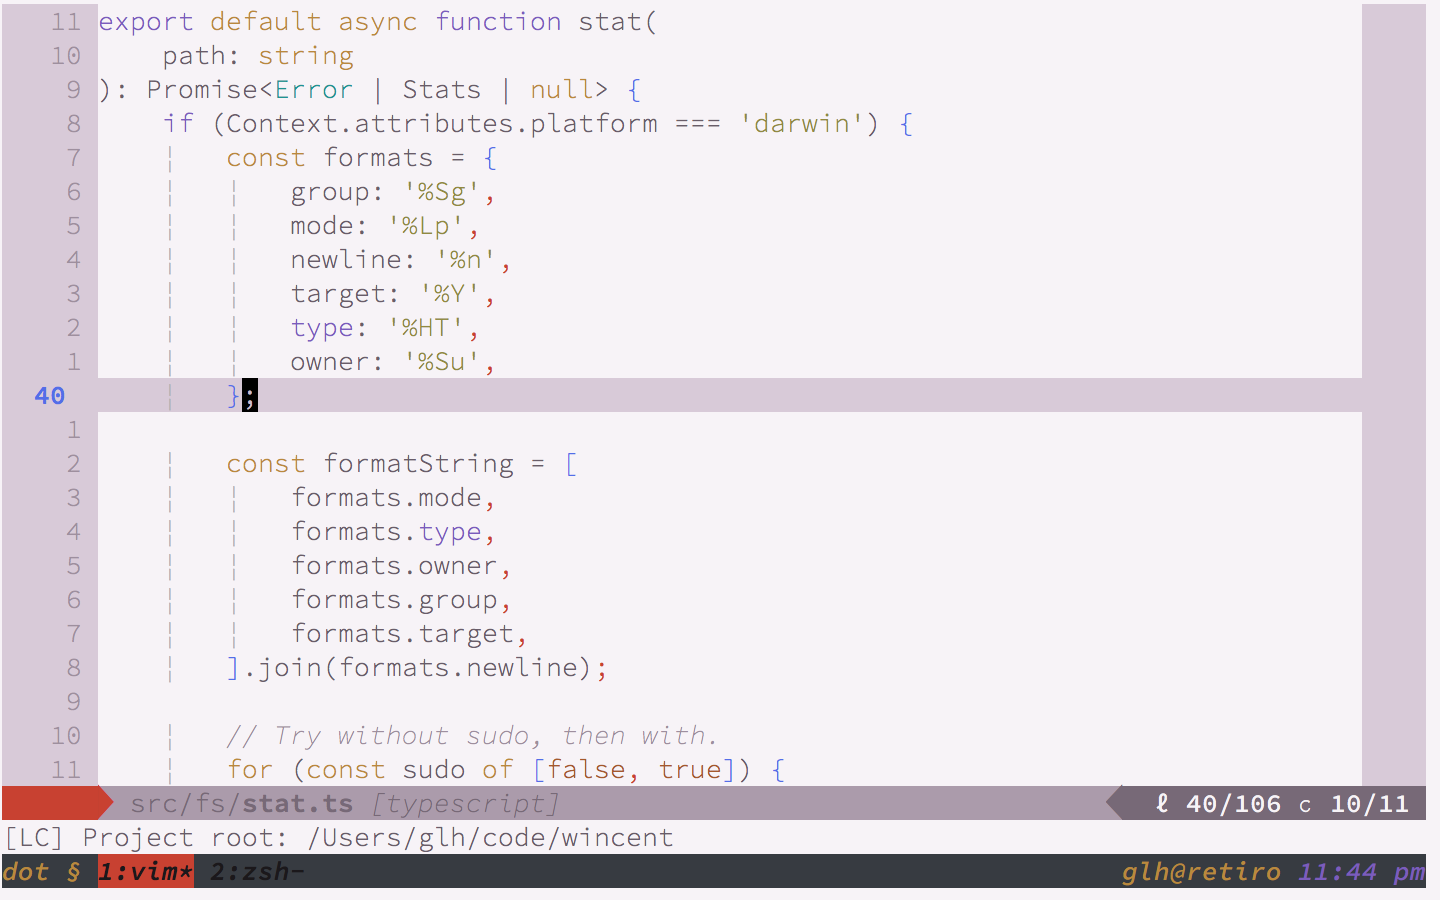 11 export default async function stat(
10     path: string
9 ): Promise<Error | Stats | null> {
8     if (Context.attributes.platform === 'darwin') {
7     ¦   const formats = {
6     ¦   ¦   group: '%Sg',
5     ¦   ¦   mode: '%Lp',
4     ¦   ¦   newline: '%n',
3     ¦   ¦   target: '%Y',
2     ¦   ¦   type: '%HT',
1     ¦   ¦   owner: '%Su',
40    ¦   };
1
2     ¦   const formatString = [
3     ¦   ¦   formats.mode,
4     ¦   ¦   formats.type,
5     ¦   ¦   formats.owner,
6     ¦   ¦   formats.group,
7     ¦   ¦   formats.target,
8     ¦   ].join(formats.newline);
9
10    ¦   // Try without sudo, then with.
11    ¦   for (const sudo of [false, true]) {
src/fs/stat.ts [typescript] ℓ 40/106 c 10/11
[LC] Project root: /Users/glh/code/wincent
dot § 1:vim* 2:zsh- glh@retiro 11:44 pm